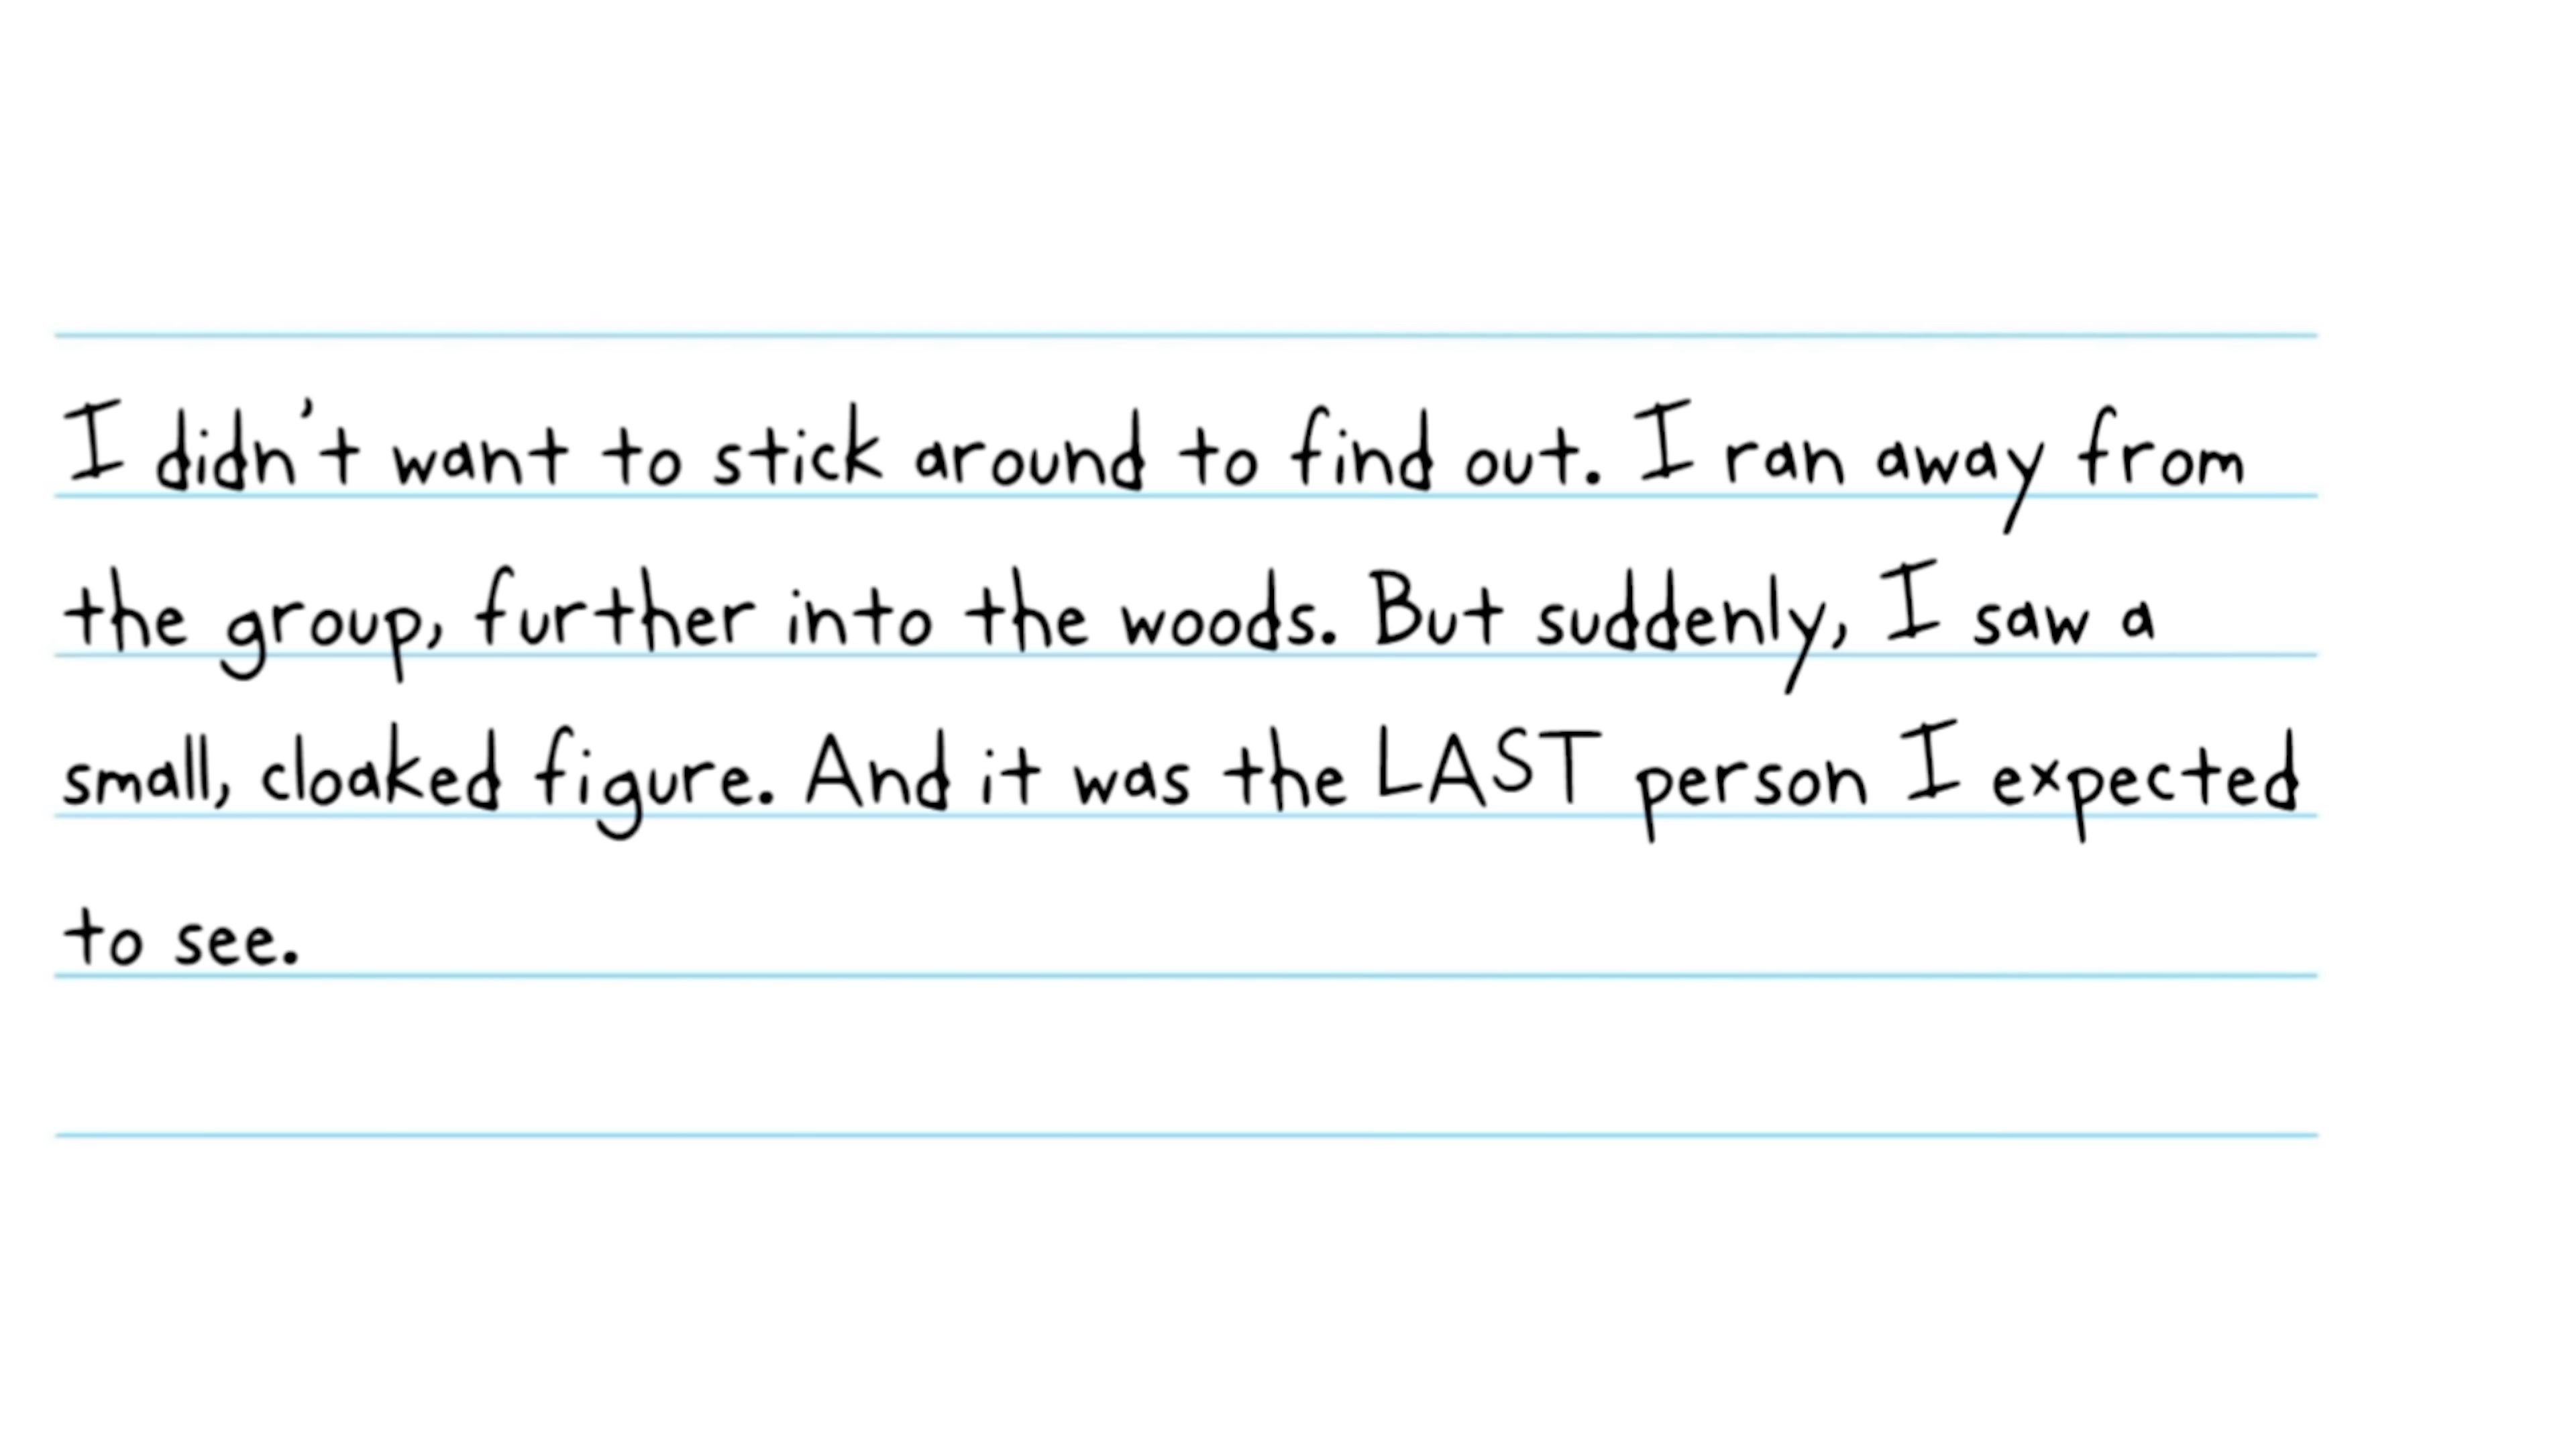 I didn't want to stick around to find out. I ran away from
the group, further into the woods. But suddenly, I saw a
small, cloaked figure. And it was the LAST person I expected
to see.